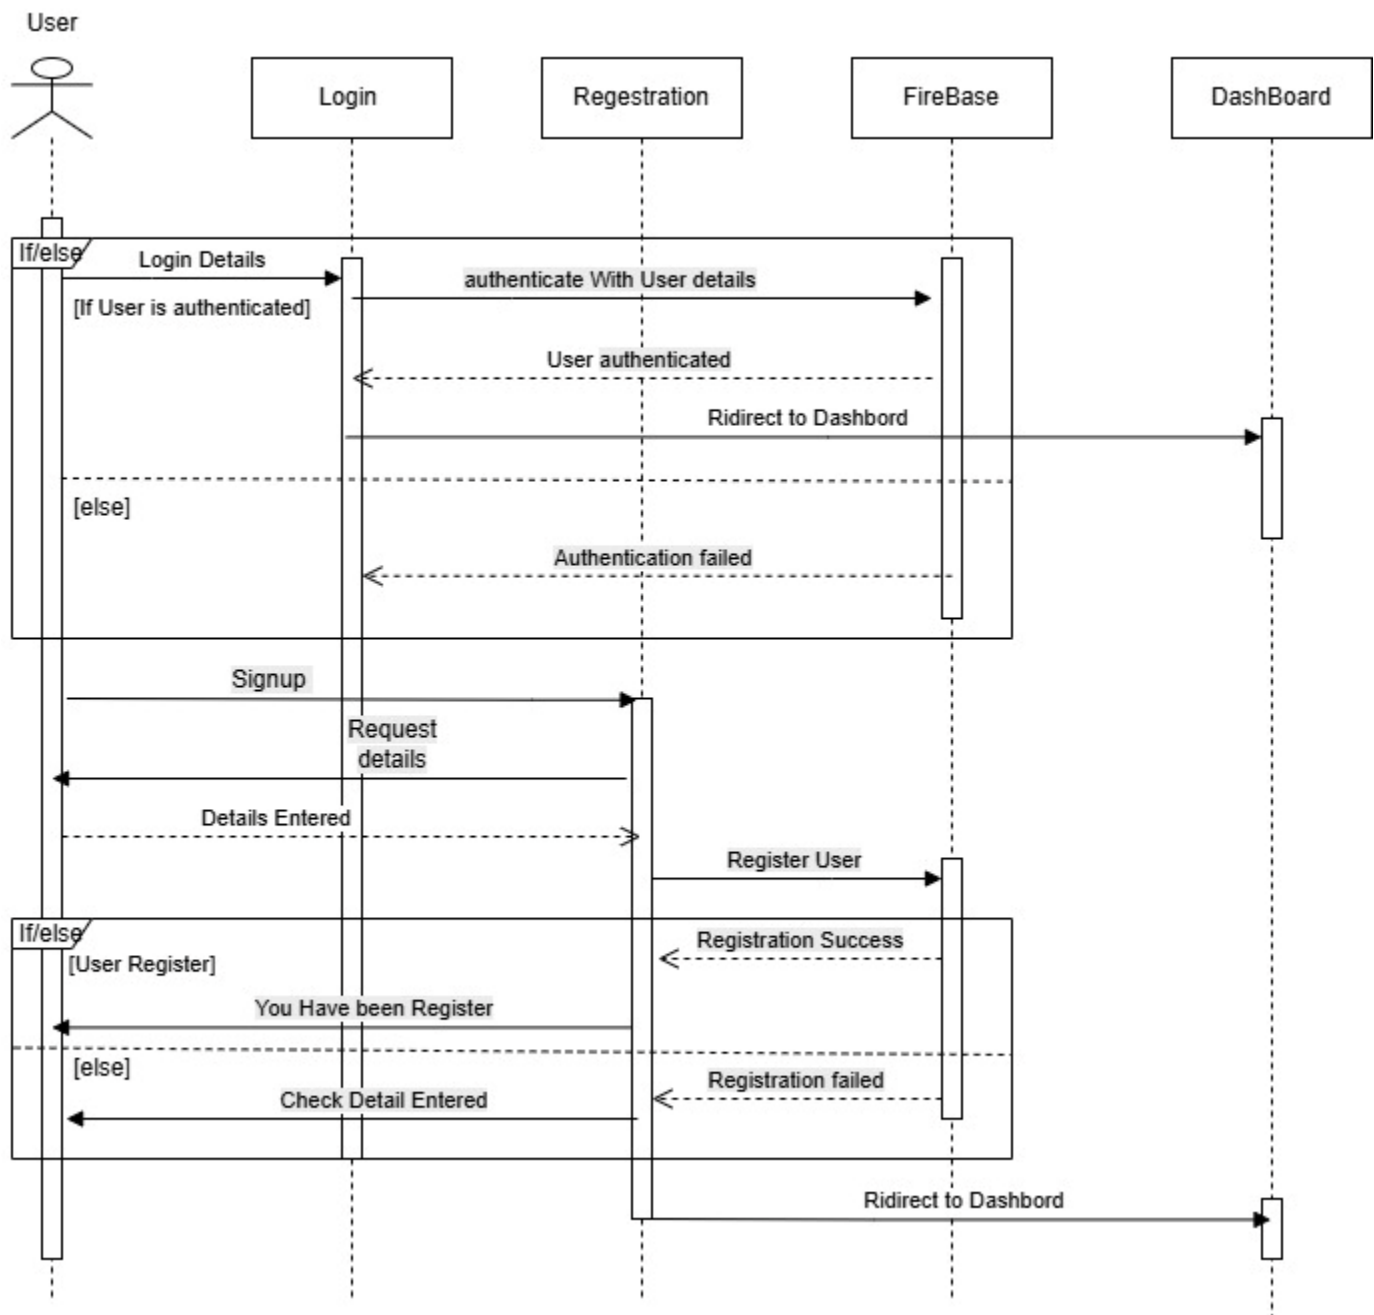 User
Login
Regestration
FireBase
DashBoard
If/else
Login Details
authenticate With User details
[If User is authenticated]
User authenticated
Ridirect to Dashbord
[else]
Authentication failed
Signup
Request
details
Details Entered
Register User
If/else
Registration Success
[User Register]
You Have been Register
[else]
Registration failed
Check Detail Entered
Ridirect to Dashbord